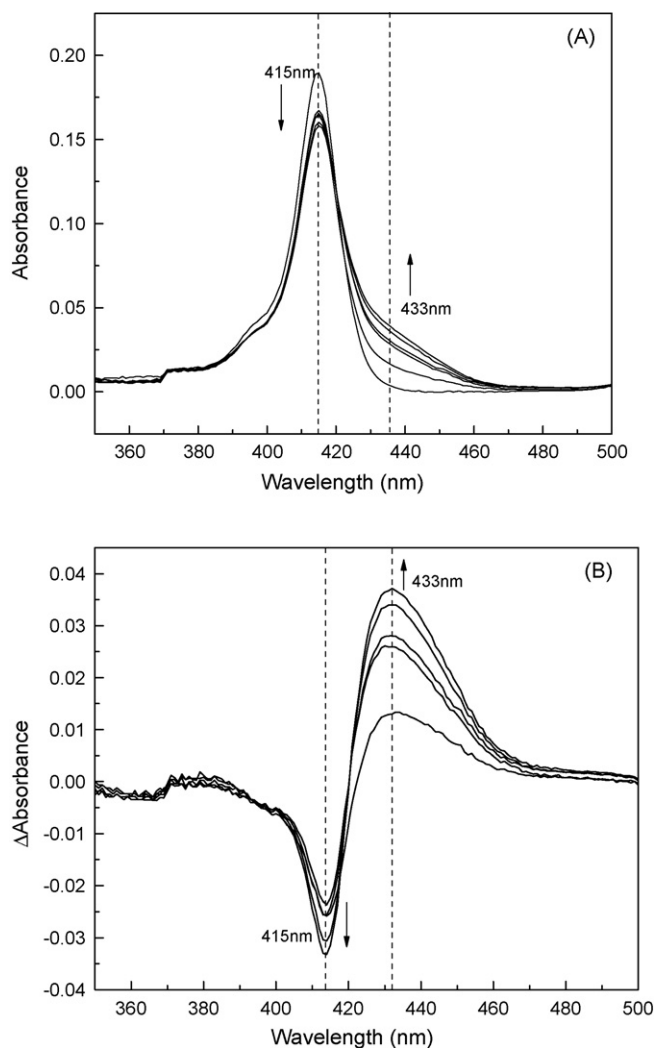 (A)
0.20
415nm
0.15
Absorbance
0.10
0.05
433nm
0.00
360 380 400 420 440 460 480 500
Wavelength (nm)
0.04
(B)
433nm
0.03
0.02
0.01
ΔAbsorbance
0.00
-0.01
-0.02
-0.03
415nm
-0.04
360 380 400 420 440 460 480 500
Wavelength (nm)